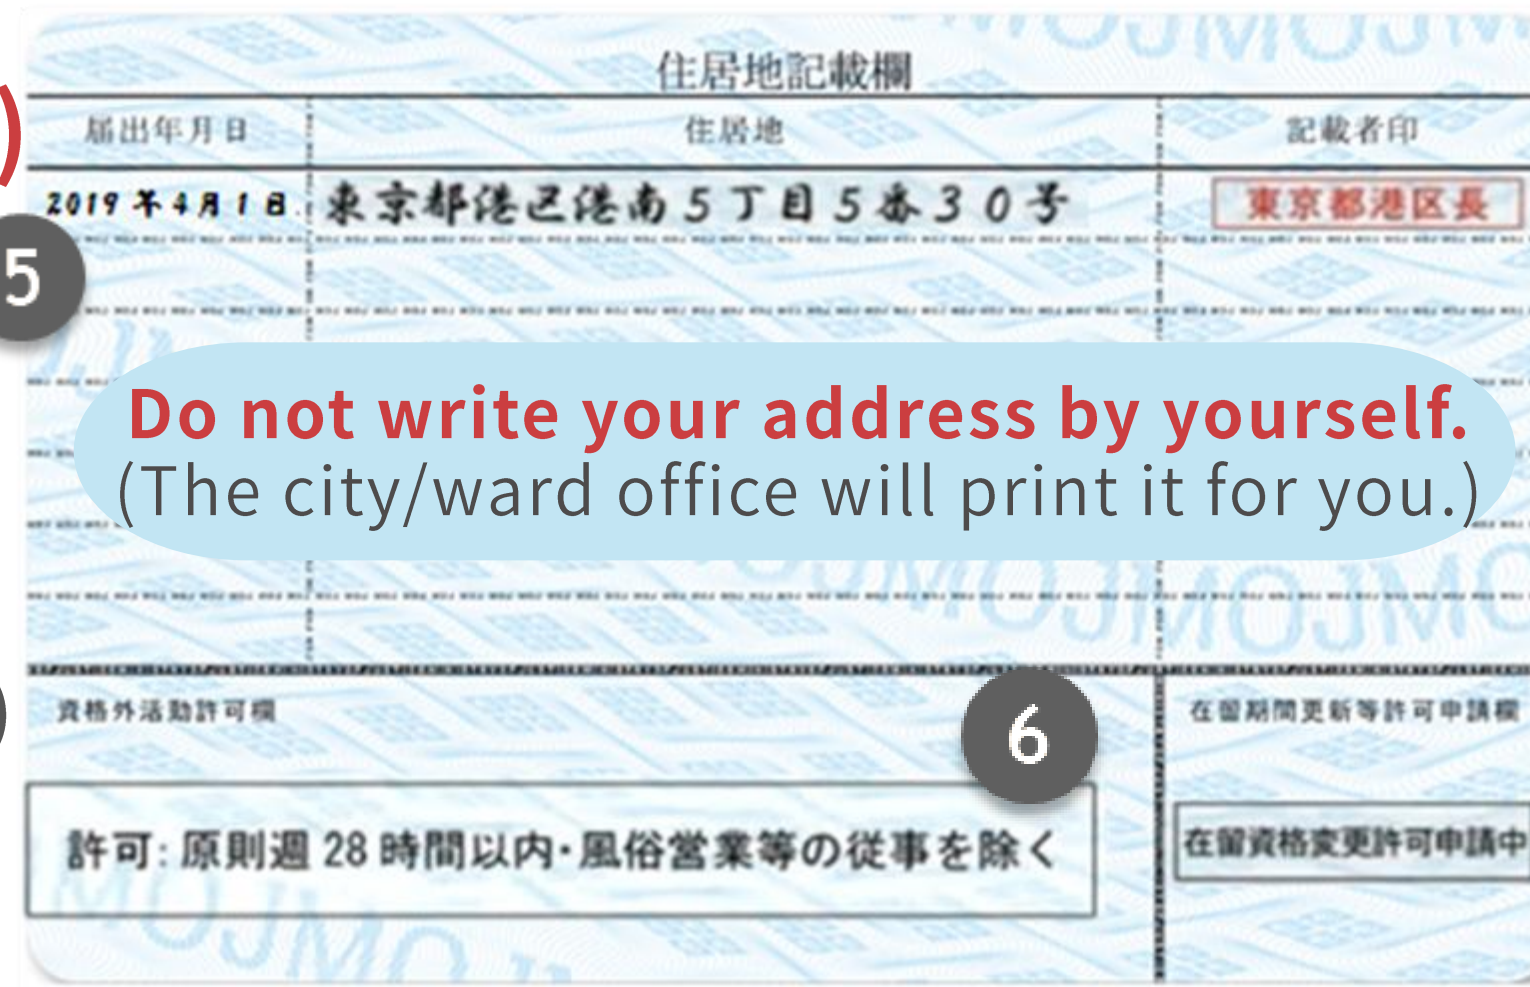 住居地記載欄
届出年月日 住居地 記載者印
2019年4月1日 東京都港区港南5丁目5番30号 東京都港区長
5
Do not write your address by yourself.
(The city/ward office will print it for you.)
MOJMOJMO
資格外活動許可欄 6 在留期間更新等許可申請欄
許可: 原則週28時間以内・風俗営業等の従事を除く 在留資格変更許可申請中
MOJMOJM